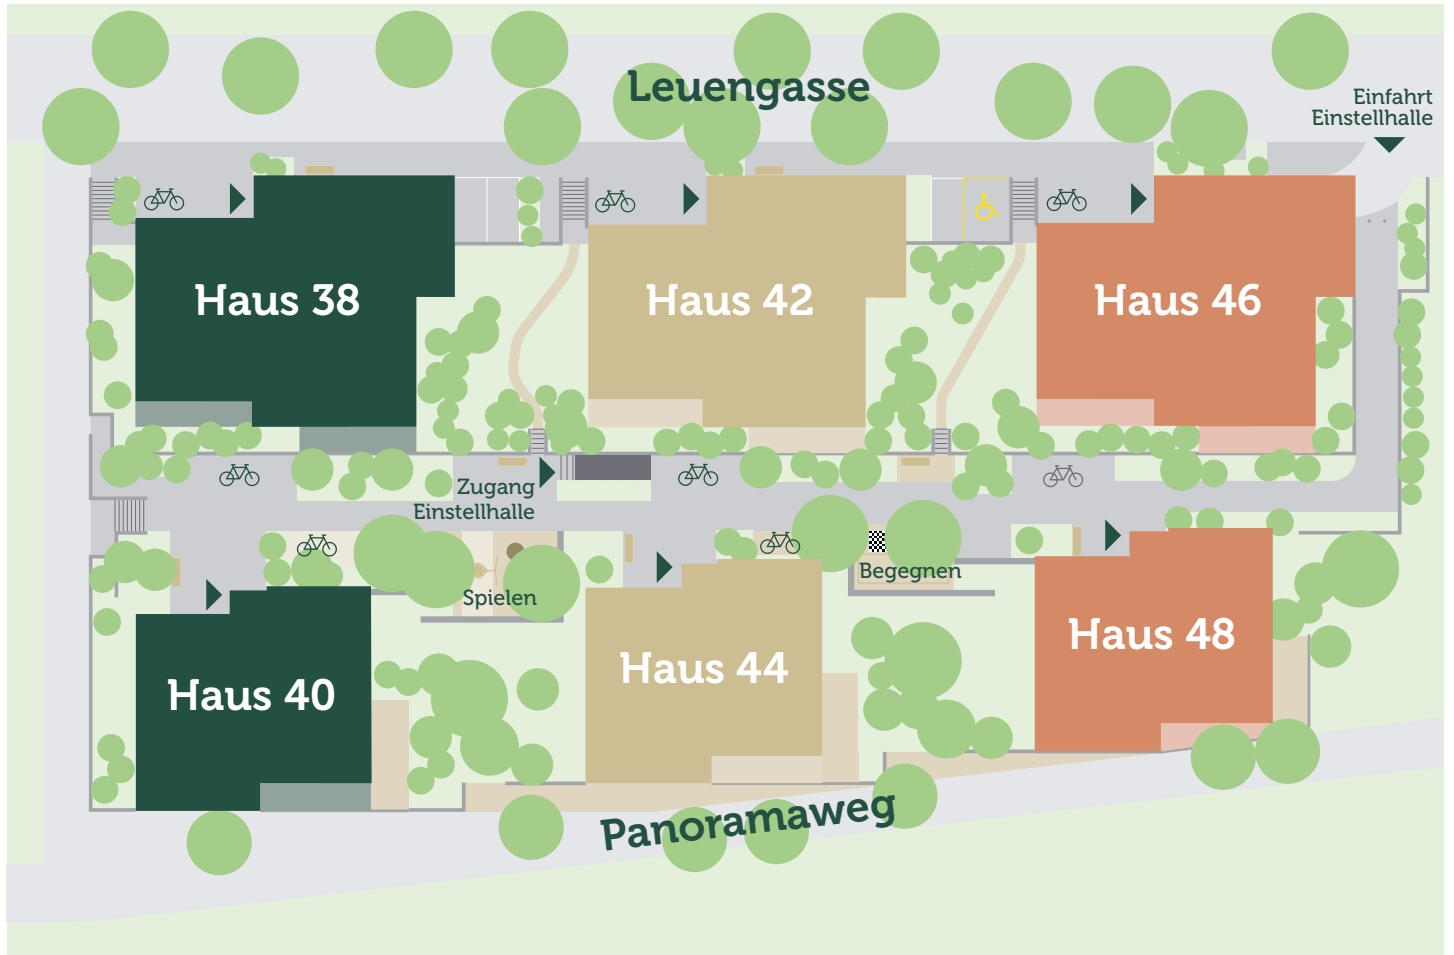 Leuengasse
Einfahrt
Einstellhalle
Haus 38
Haus 42
Haus 46
Zugang
Einstellhalle
Begegnen
Spielen
Haus 40
Haus 44
Haus 48
Panoramaweg